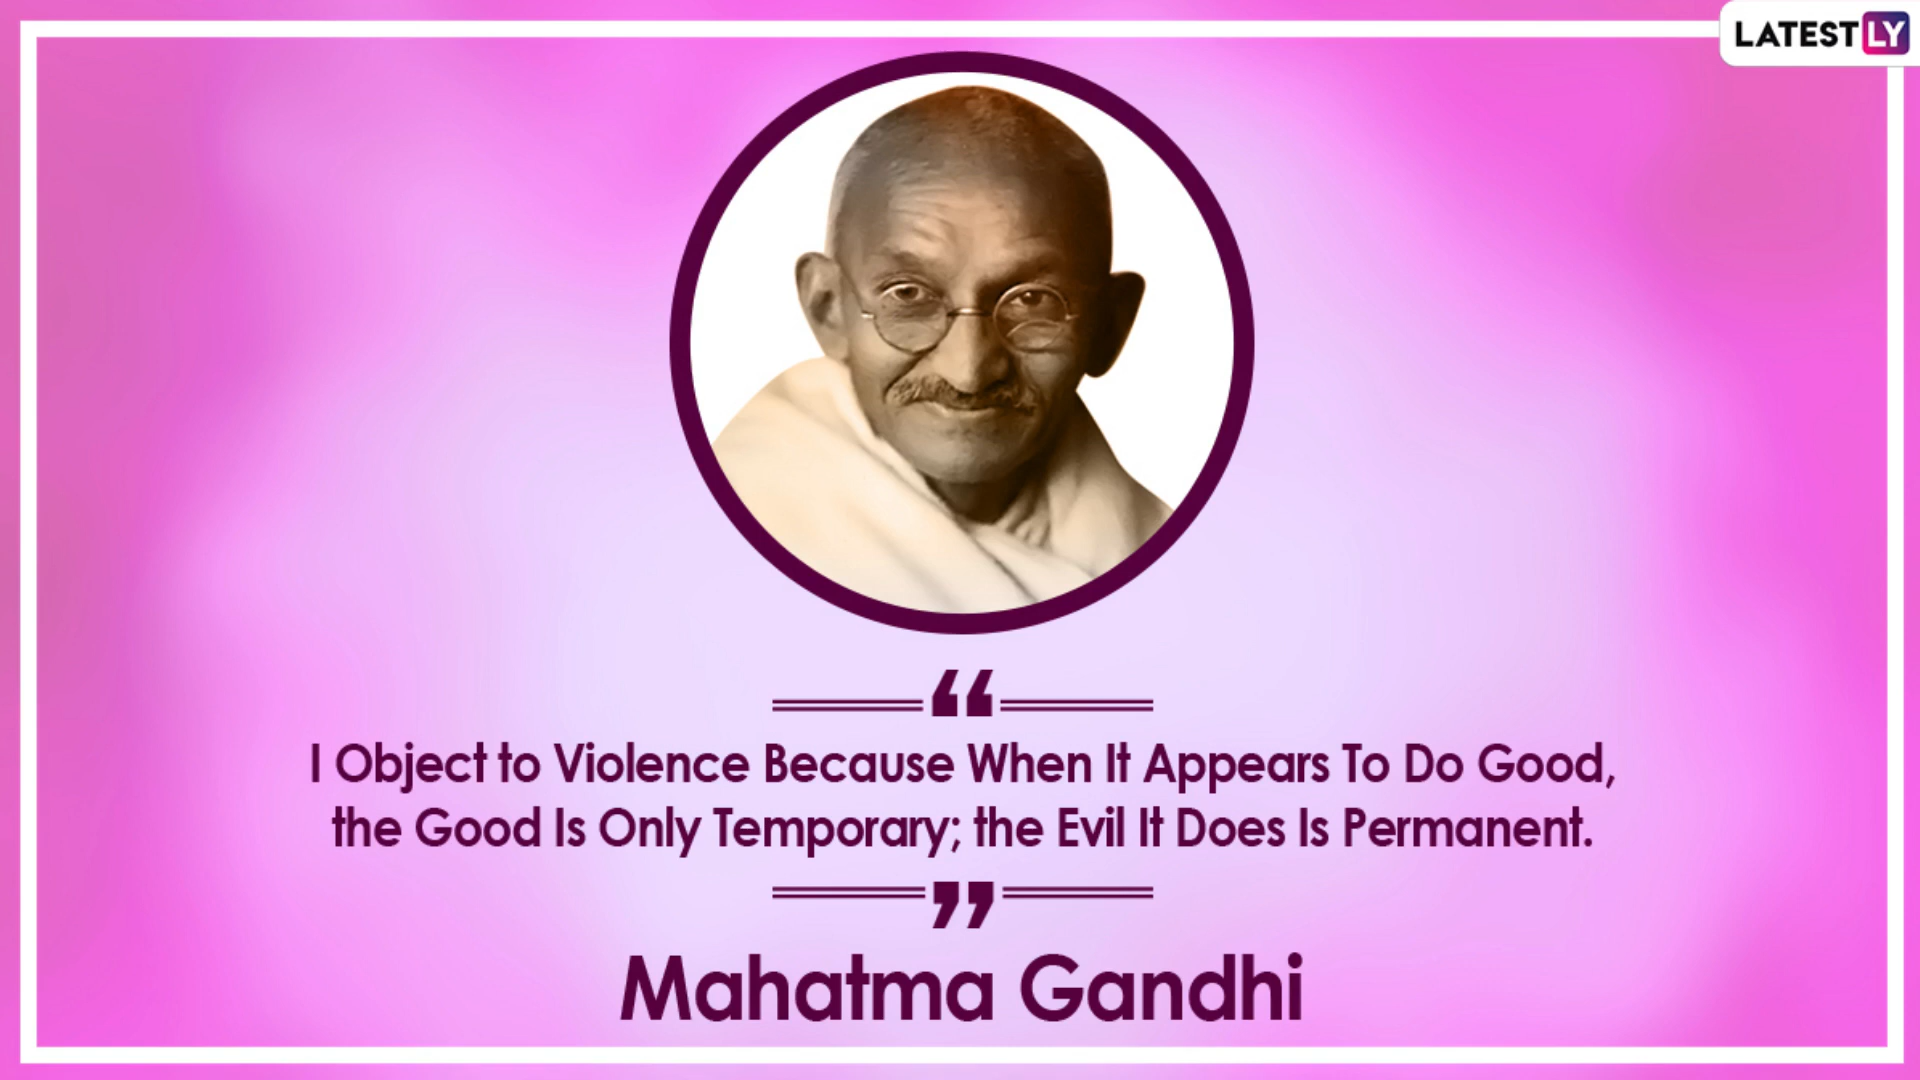 LATESTLY
“
I Object to Violence Because When It Appears To Do Good,
the Good Is Only Temporary; the Evil It Does Is Permanent.
”
Mahatma Gandhi